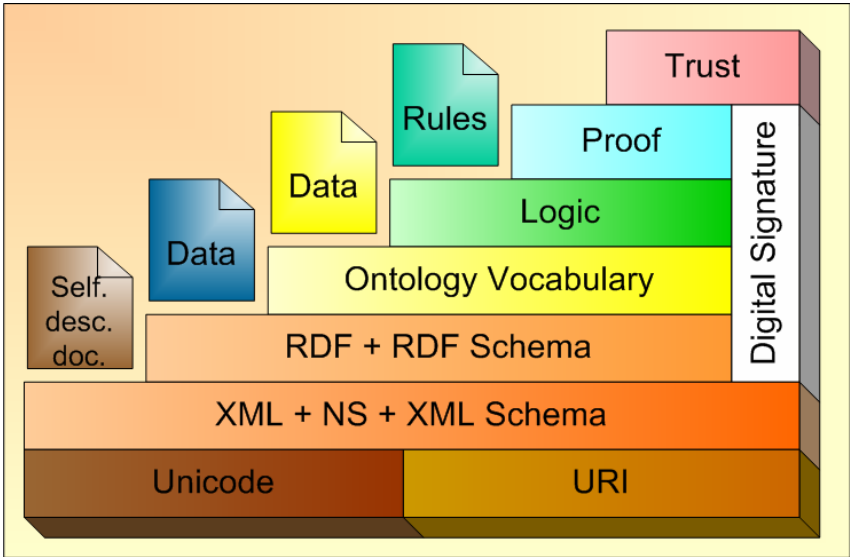 Trust
Rules
Proof
Data
Logic
Digital Signature
Data
Ontology Vocabulary
Self.
desc.
doc.
RDF + RDF Schema
XML + NS + XML Schema
Unicode
URI